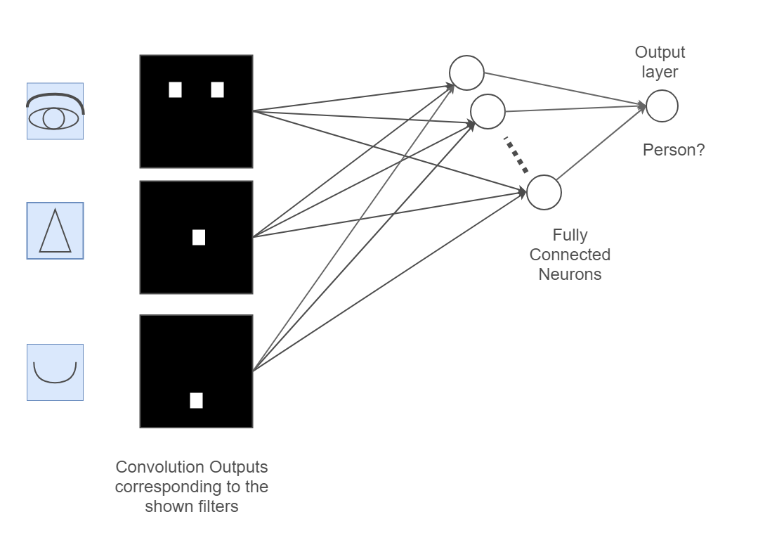 Output
layer
Person?
Fully
Connected
Neurons
Convolution Outputs
corresponding to the
shown filters